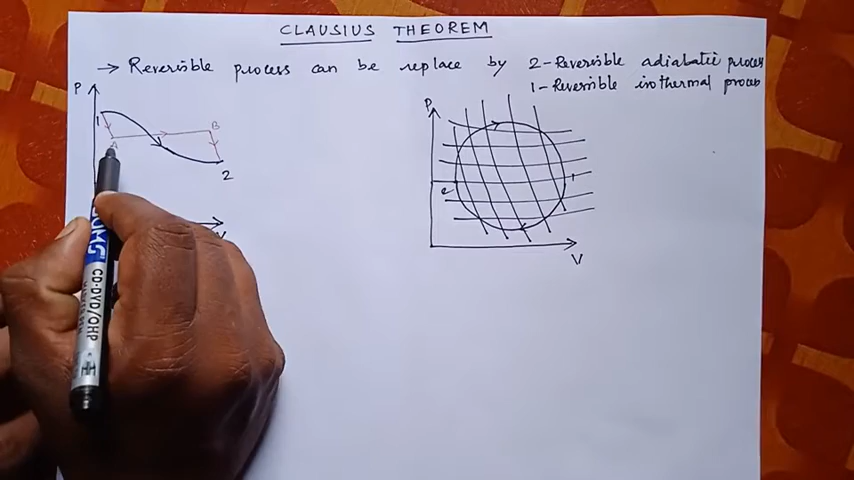 CLAUSIUS THEOREM
→ Reversible process can be replace by 2-Reversible adiabatic process
1-Reversible isothermal process
P
1
A
B
2
V
P
V
CD-DVD/OHP